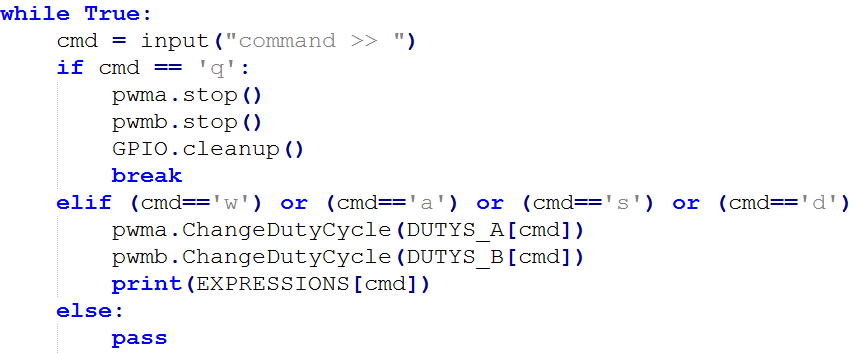 while True:
    cmd = input("command >> ")
    if cmd == 'q':
        pwma.stop()
        pwmb.stop()
        GPIO.cleanup()
        break
    elif (cmd=='w') or (cmd=='a') or (cmd=='s') or (cmd=='d')
        pwma.ChangeDutyCycle(DUTYS_A[cmd])
        pwmb.ChangeDutyCycle(DUTYS_B[cmd])
        print(EXPRESSIONS[cmd])
    else:
        pass